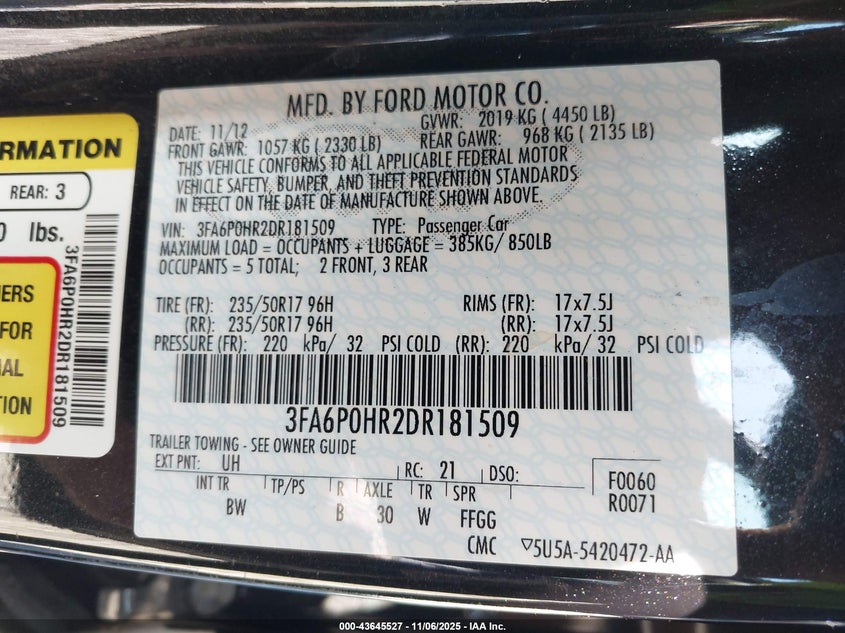 RMATION
REAR: 3
0 lbs.
3FA6P0HR2DR181509
ERS
FOR
AL
TION
MFD. BY FORD MOTOR CO.
DATE: 11/12 GVWR: 2019 KG ( 4450 LB)
FRONT GAWR: 1057 KG ( 2330 LB) REAR GAWR: 968 KG ( 2135 LB)
THIS VEHICLE CONFORMS TO ALL APPLICABLE FEDERAL MOTOR
VEHICLE SAFETY, BUMPER, AND THEFT PREVENTION STANDARDS
IN EFFECT ON THE DATE OF MANUFACTURE SHOWN ABOVE.
VIN: 3FA6P0HR2DR181509 TYPE: Passenger Car
MAXIMUM LOAD = OCCUPANTS + LUGGAGE = 385KG/ 850LB
OCCUPANTS = 5 TOTAL; 2 FRONT, 3 REAR
TIRE (FR): 235/50R17 96H RIMS (FR): 17x7.5J
(RR): 235/50R17 96H (RR): 17x7.5J
PRESSURE (FR): 220 kPa/ 32 PSI COLD (RR): 220 kPa/ 32 PSI COLD
3FA6P0HR2DR181509
TRAILER TOWING - SEE OWNER GUIDE
EXT PNT: UH RC: 21 DSO: F0060
INT TR TP/PS R AXLE TR SPR R0071
BW B 30 W FFGG
CMC ▽5U5A-5420472-AA
000-43645527 - 11/06/2025 - IAA Inc.